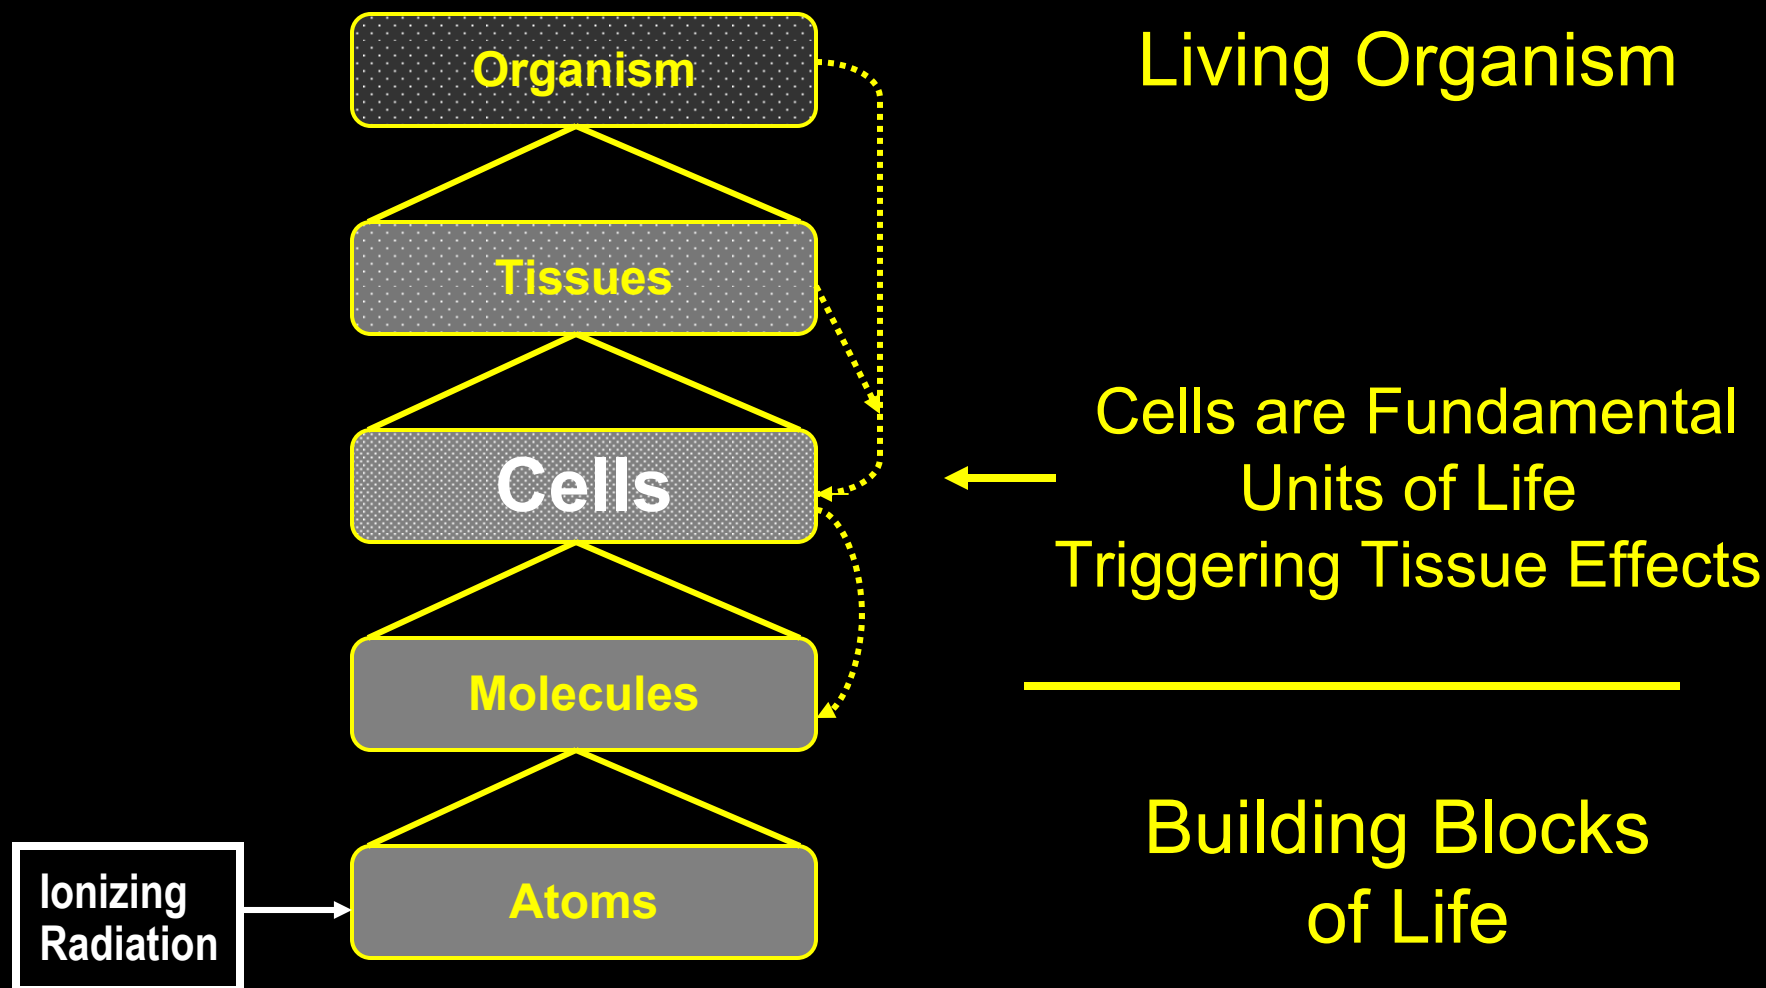 Organism
Living Organism
Tissues
Cells
Cells are Fundamental
Units of Life
Triggering Tissue Effects
Molecules
Building Blocks
of Life
Atoms
Ionizing
Radiation